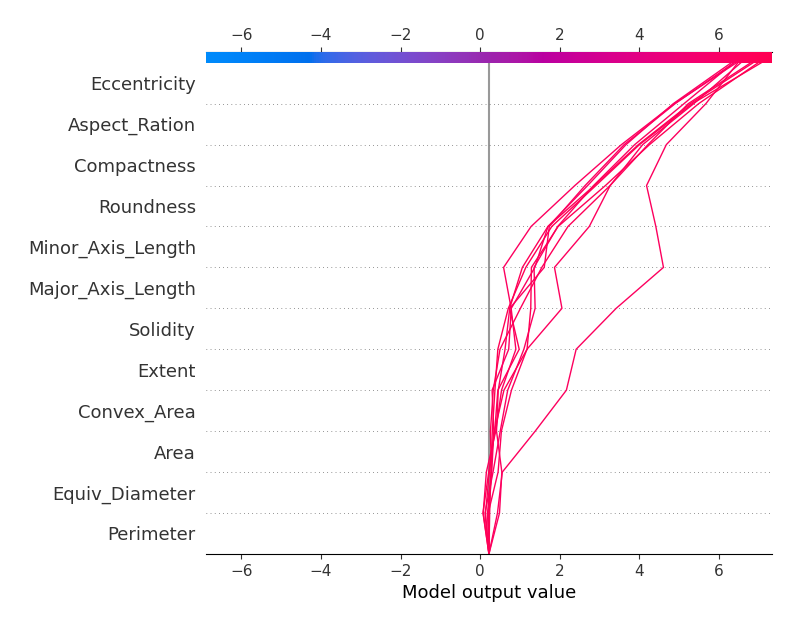 −6 −4 −2 0 2 4 6
Eccentricity
Aspect_Ration
Compactness
Roundness
Minor_Axis_Length
Major_Axis_Length
Solidity
Extent
Convex_Area
Area
Equiv_Diameter
Perimeter
−6 −4 −2 0 2 4 6
Model output value